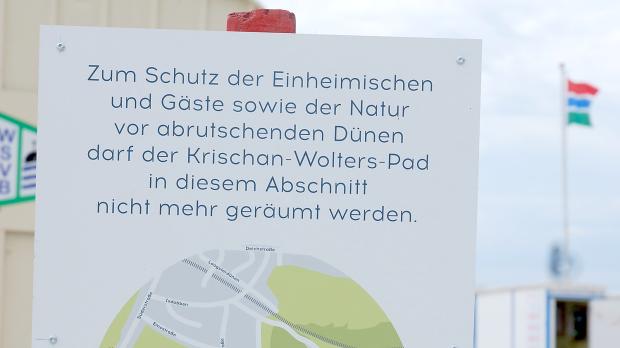 Zum Schutz der Einheimischen
und Gäste sowie der Natur
vor abrutschenden Dünen
darf der Krischan-Wolters-Pad
in diesem Abschnitt
nicht mehr geräumt werden.
WSVB